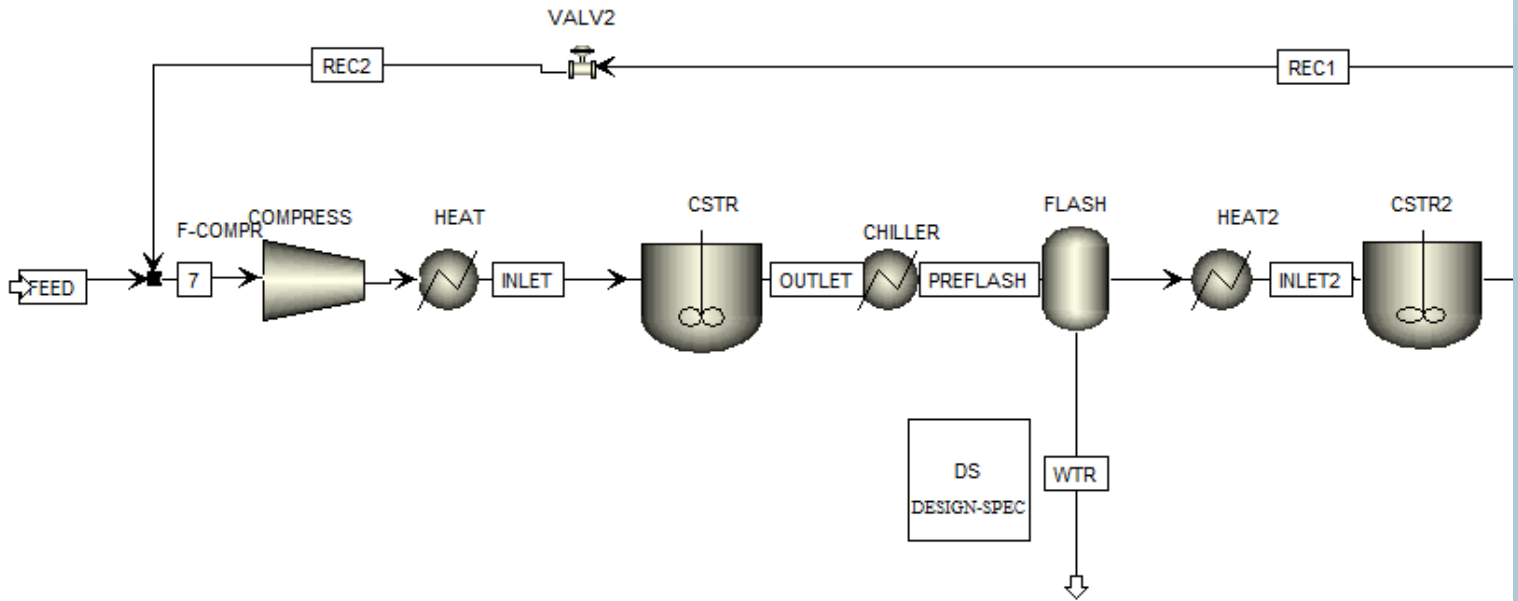 VALV2
REC2
REC1
F-COMPR
COMPRESS
HEAT
CSTR
CHILLER
FLASH
HEAT2
CSTR2
FEED
7
INLET
OUTLET
PREFLASH
INLET2
DS
DESIGN-SPEC
WTR